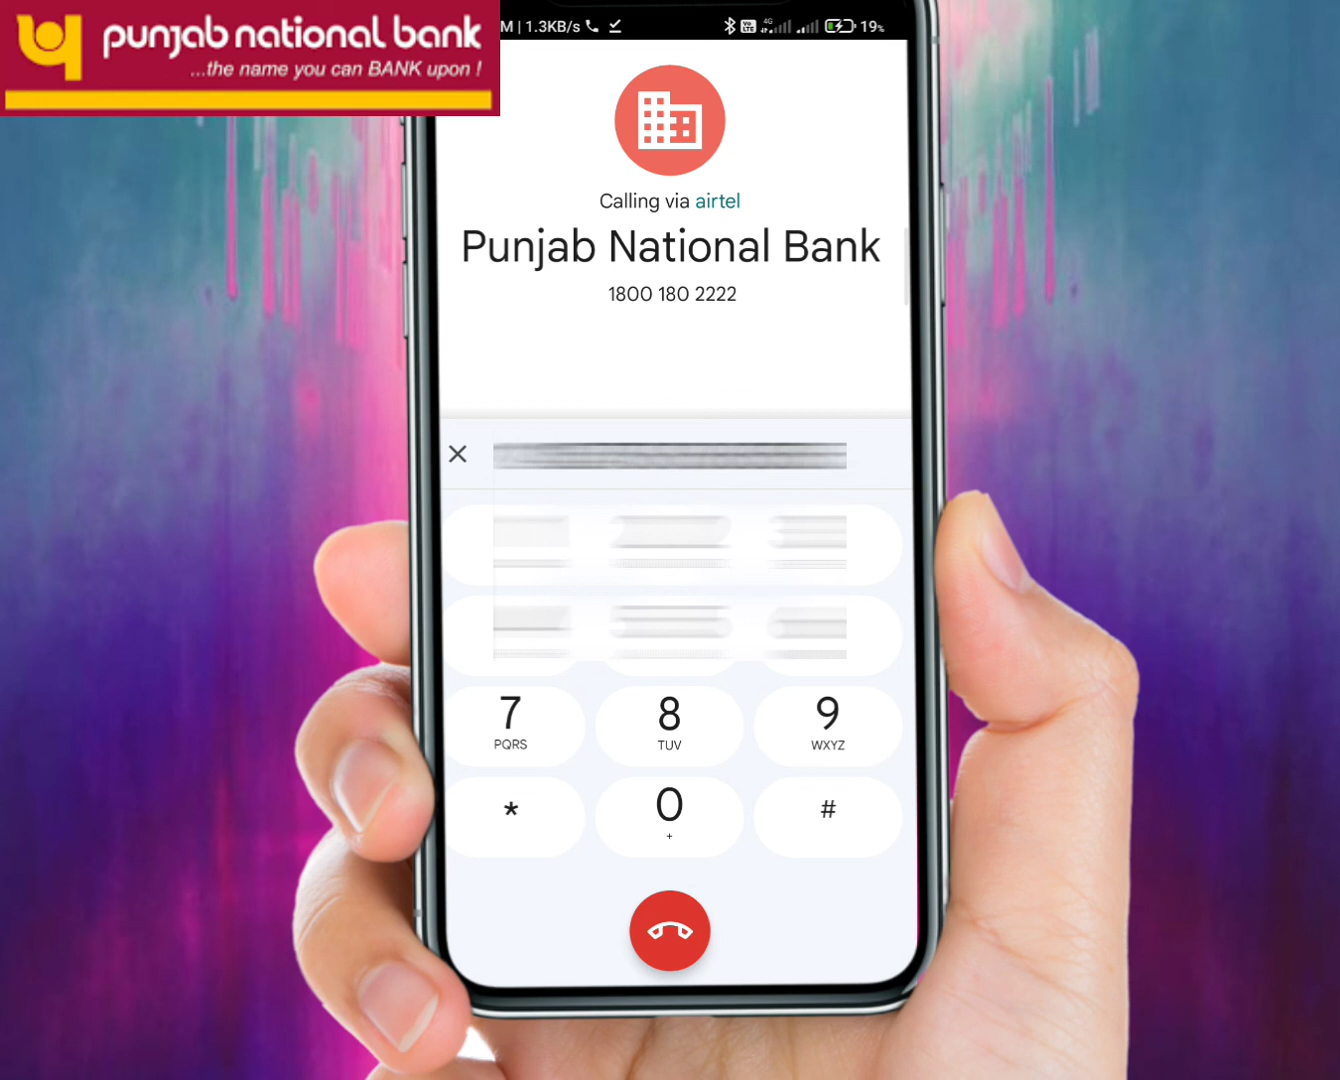 punjab national bank
...the name you can BANK upon !
M | 1.3KB/s
4G
19%
Calling via airtel
Punjab National Bank
1800 180 2222
7 8 9
PQRS TUV WXYZ
* 0 #
+